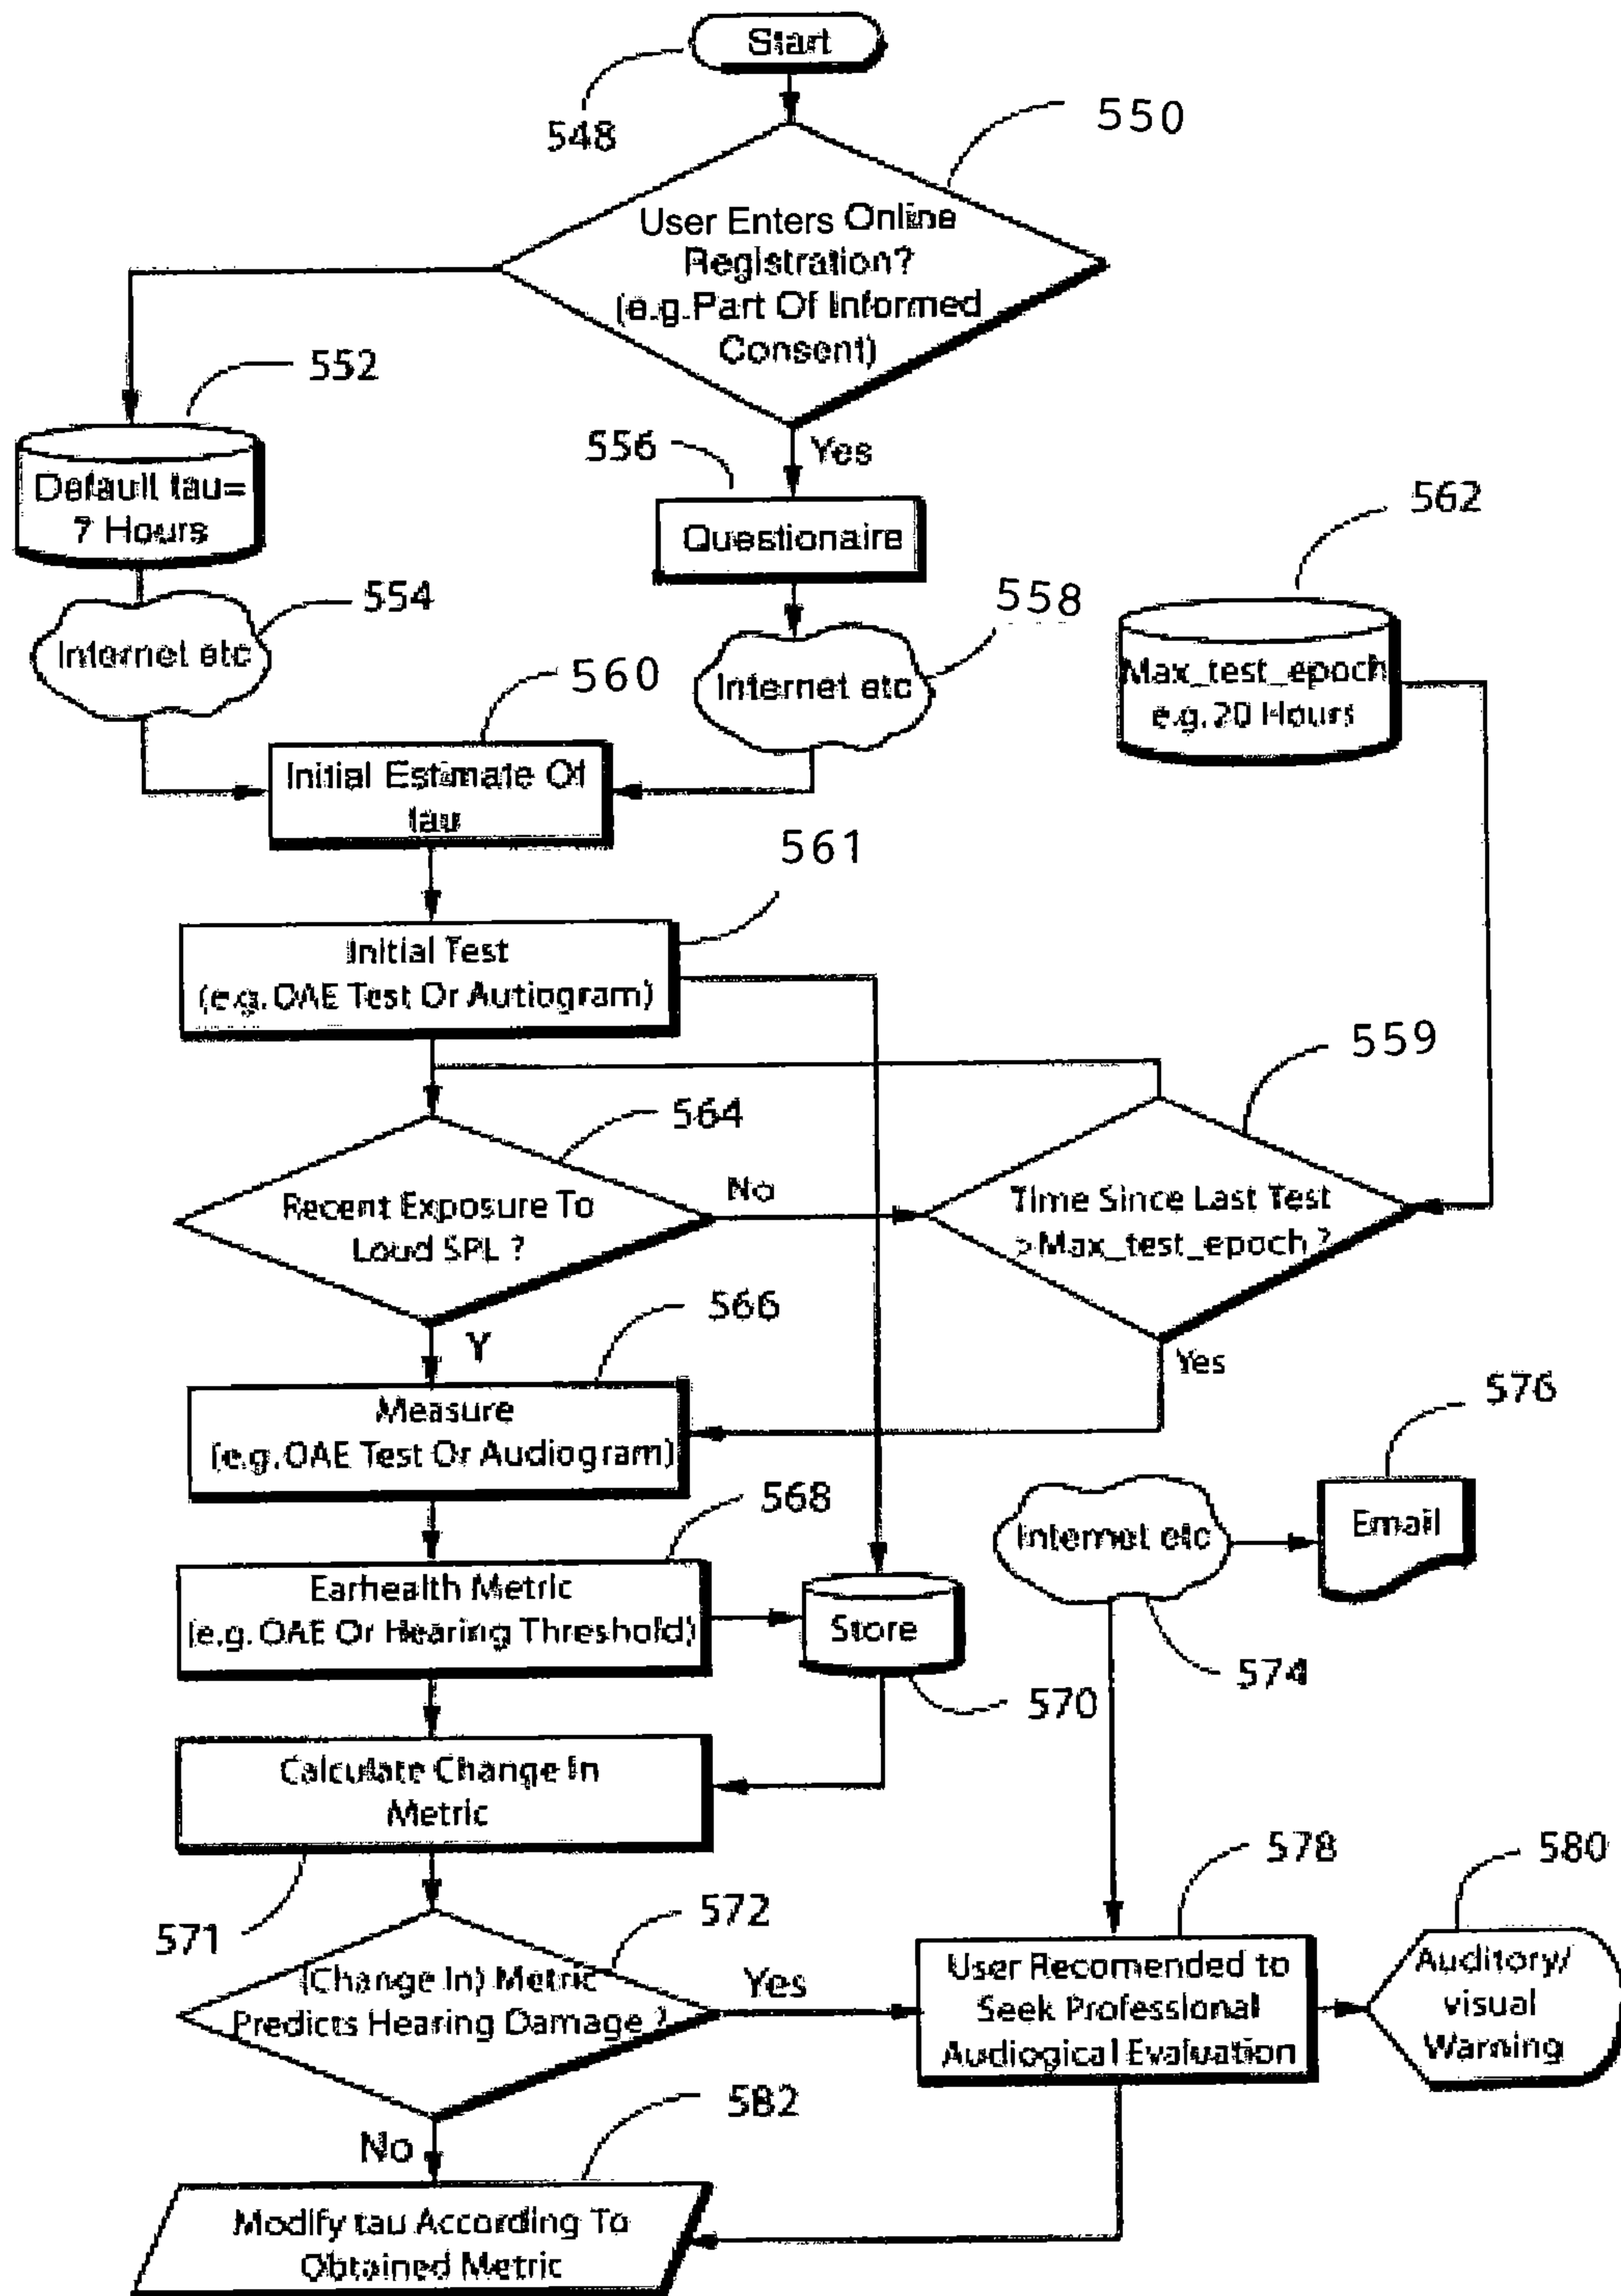 Start
548
550
User Enters Online
Registration?
(e.g.Part Of Informed
Consent)
552
Default tau=
7 Hours
556
Yes
Questionaire
562
554
Internet etc
558
Internet etc
Max_test_epoch
e.g.20 Hours
560
Initial Estimate Of
tau
561
Initial Test
(e.g.OAE Test Or Autiogram)
559
564
Recent Exposure To
Loud SPL ?
No
Time Since Last Test
>Max_test_epoch ?
566
Y
Yes
Measure
(e.g.OAE Test Or Audiogram)
576
568
Internet etc
Email
Earhealth Metric
(e.g.OAE Or Hearing Threshold)
Store
574
570
Calculate Change In
Metric
571
572
578
580
(Change In) Metric
Predicts Hearing Damage ?
Yes
User Recomended to
Seek Professional
Audiogical Evaluation
Auditory/
visual
Warning
582
No
Modify tau According To
Obtained Metric